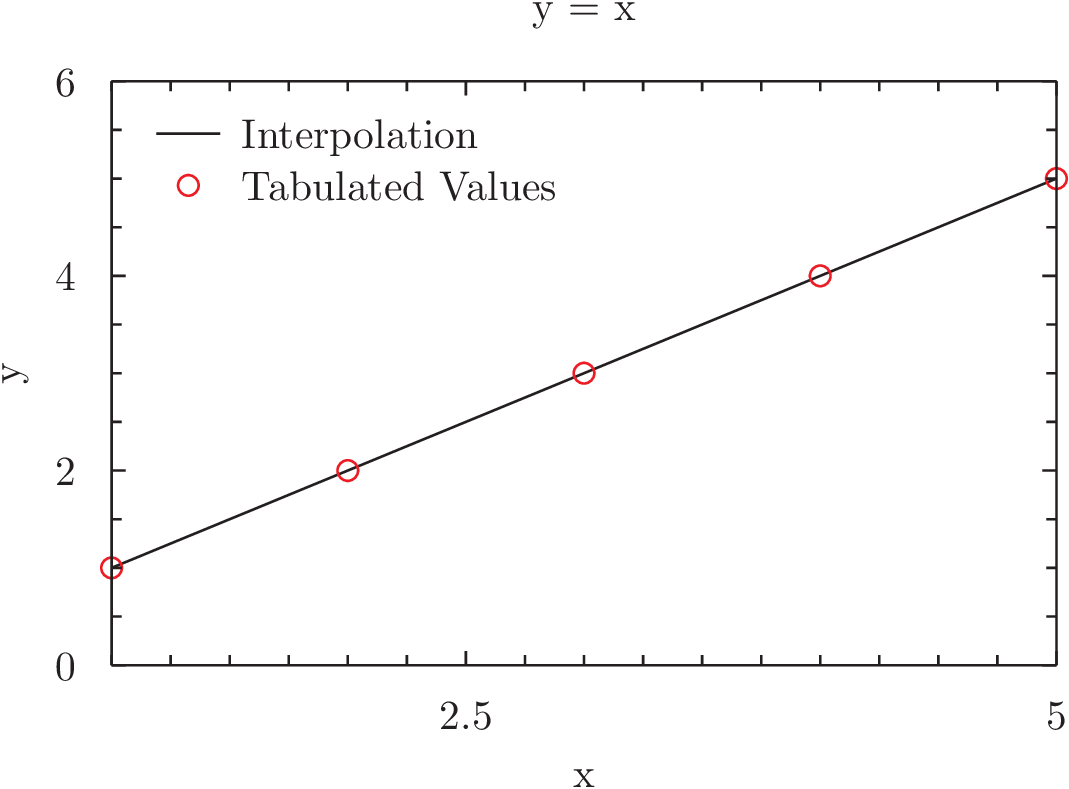 y = x
6
Interpolation
Tabulated Values
4
y
2
0
2.5
5
x